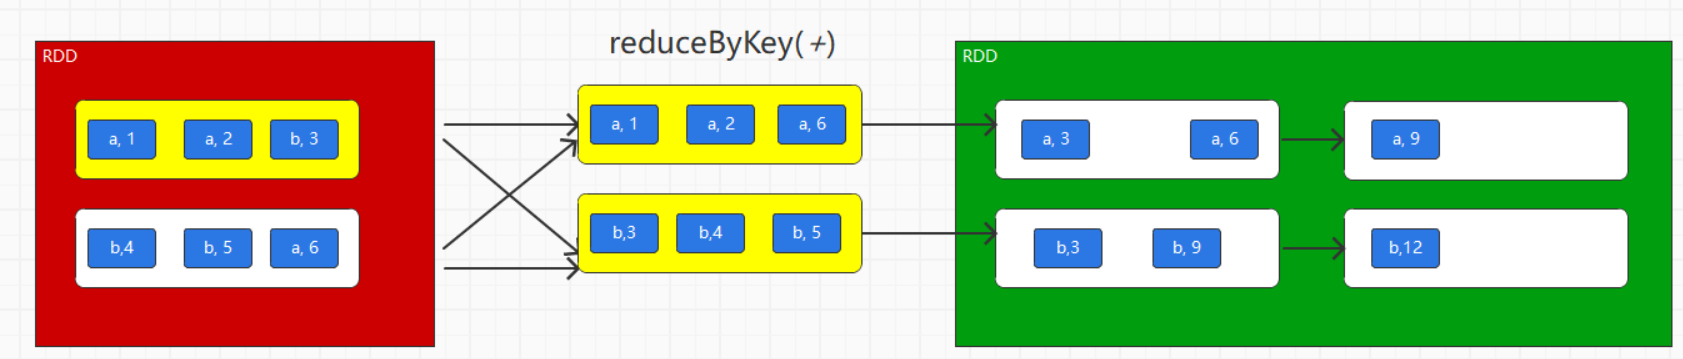 reduceByKey(+)
RDD
a, 1 a, 2 b, 3
b,4 b, 5 a, 6
a, 1 a, 2 a, 6
b,3 b,4 b, 5
RDD
a, 3 a, 6 a, 9
b,3 b, 9 b,12